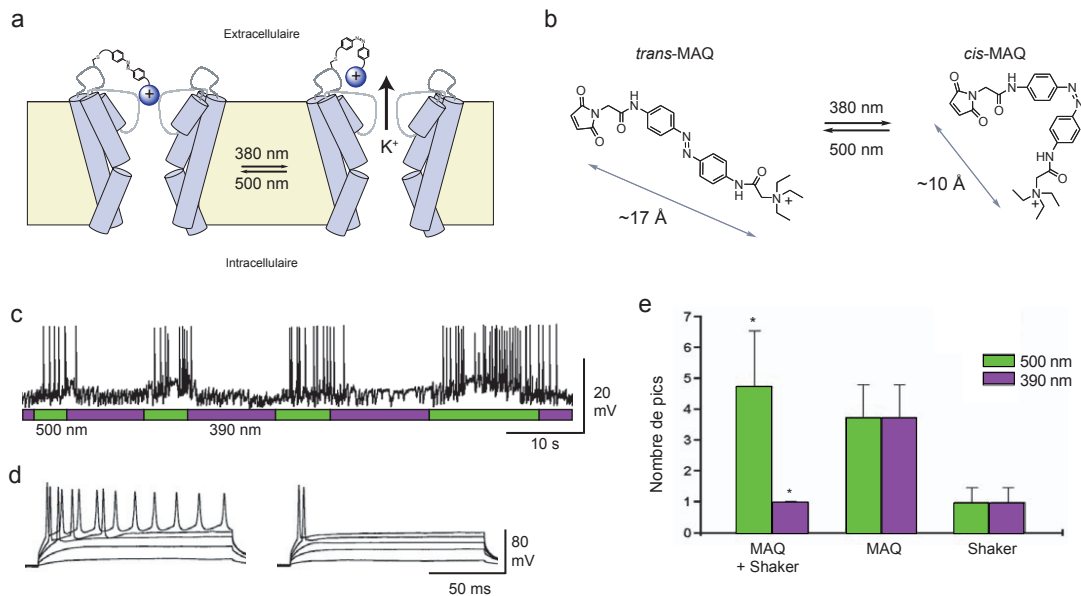 a
Extracellulaire
+
+
K+
380 nm
500 nm
Intracellulaire
b
trans-MAQ
cis-MAQ
O
N
O
O
H
N
N
N
N
H
O
N
+
~17 Å
380 nm
500 nm
O
N
O
O
H
N
N
N
NH
O
N
+
~10 Å
c
20
mV
500 nm
390 nm
10 s
d
80
mV
50 ms
e
Nombre de pics
7
6
5
4
3
2
1
0
*
*
500 nm
390 nm
MAQ
+ Shaker
MAQ
Shaker